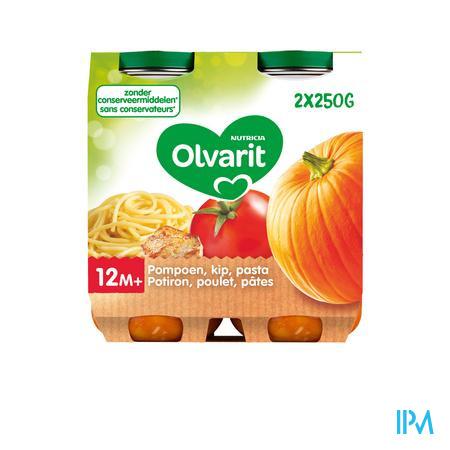 zonder
conserveermiddelen*
sans conservateurs*
2X250G
NUTRICIA
Olvarit
12M+
Pompoen, kip, pasta
Potiron, poulet, pâtes
IPM